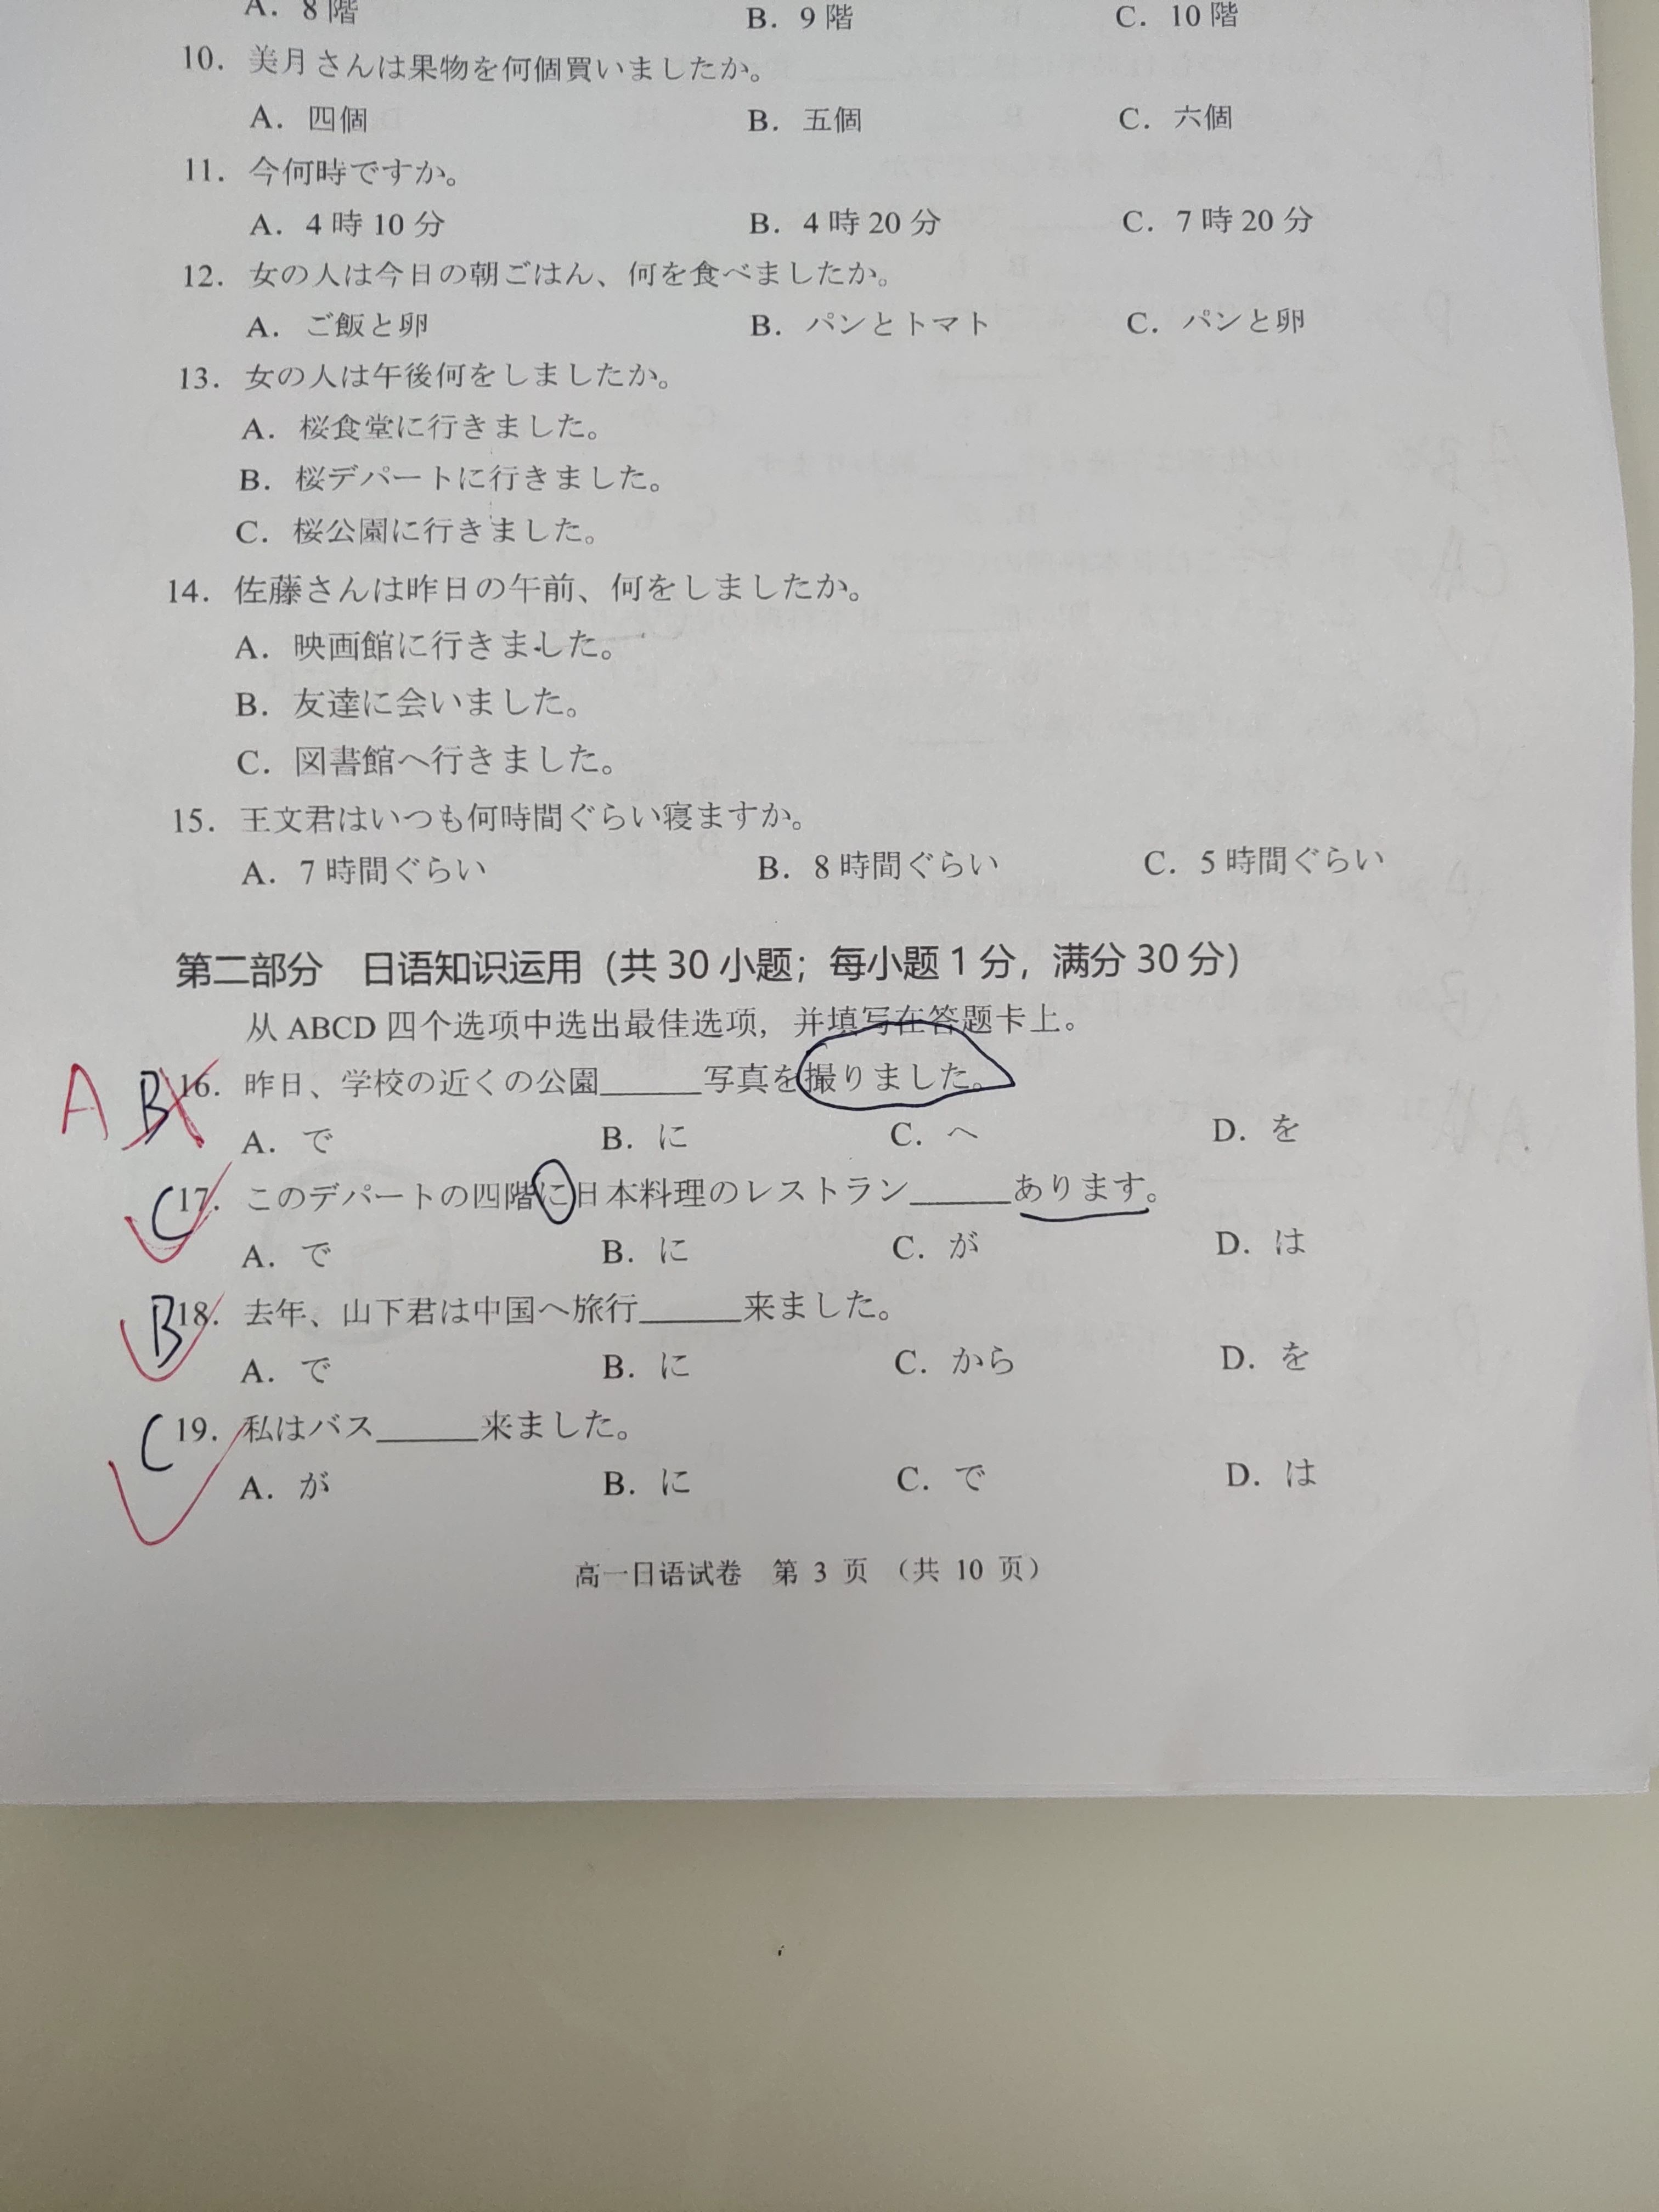 A. 8階 B. 9階 C. 10階
10. 美月さんは果物を何個買いましたか。
A. 四個 B. 五個 C. 六個
11. 今何時ですか。
A. 4時10分 B. 4時20分 C. 7時20分
12. 女の人は今日の朝ごはん、何を食べましたか。
A. ご飯と卵 B. パンとトマト C. パンと卵
13. 女の人は午後何をしましたか。
A. 桜食堂に行きました。
B. 桜デパートに行きました。
C. 桜公園に行きました。
14. 佐藤さんは昨日の午前、何をしましたか。
A. 映画館に行きました。
B. 友達に会いました。
C. 図書館へ行きました。
15. 王文君はいつも何時間ぐらい寝ますか。
A. 7時間ぐらい B. 8時間ぐらい C. 5時間ぐらい
第二部分 日语知识运用（共30小题；每小题1分，满分30分）
从ABCD四个选项中选出最佳选项，并填写在答题卡上。
A B 16. 昨日、学校の近くの公園______写真を撮りました。
A. で B. に C. へ D. を
C 17. このデパートの四階に日本料理のレストラン______あります。
A. で B. に C. が D. は
B 18. 去年、山下君は中国へ旅行______来ました。
A. で B. に C. から D. を
C 19. 私はバス______来ました。
A. が B. に C. で D. は
高一日语试卷 第 3 页 （共 10 页）